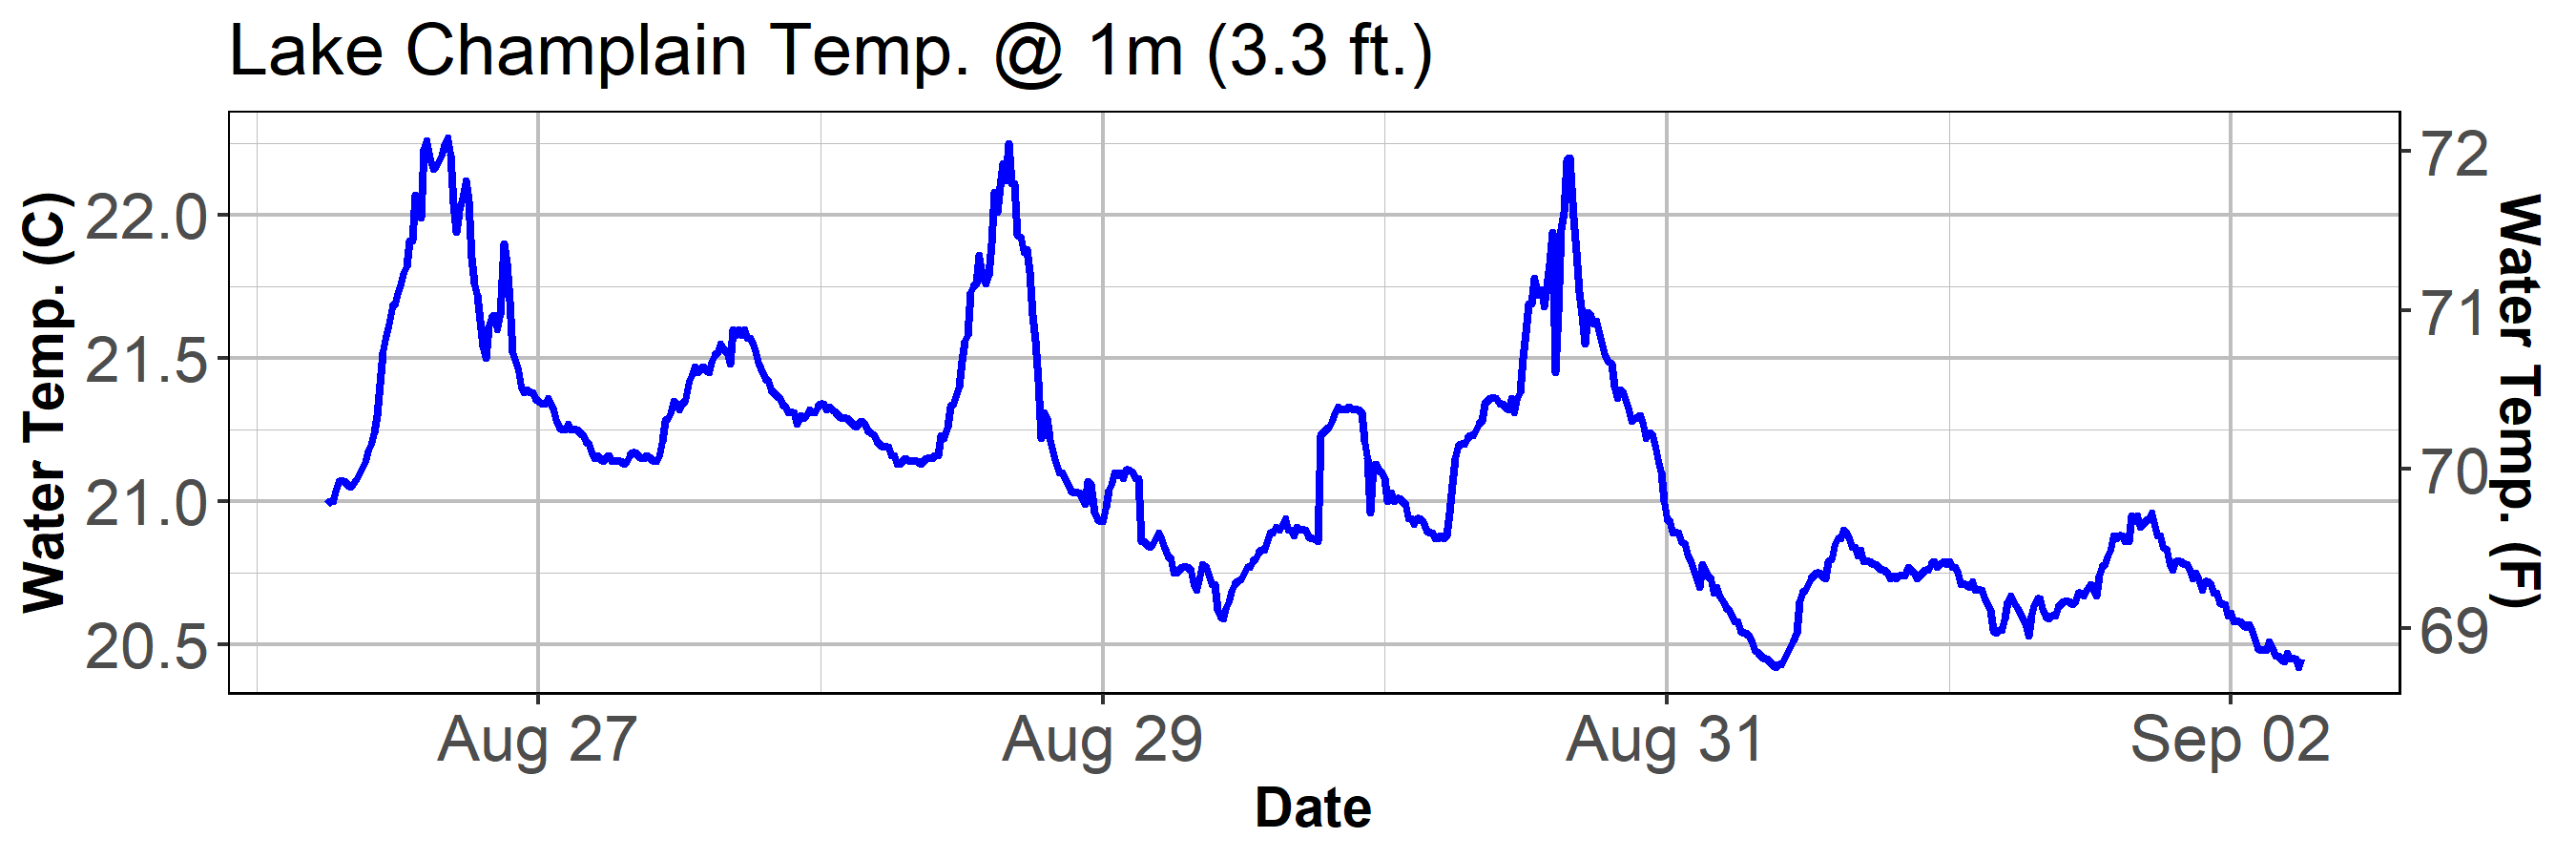 Lake Champlain Temp. @ 1m (3.3 ft.)
Water Temp. (C)
22.0
21.5
21.0
20.5
72
71
70
69
Water Temp. (F)
Aug 27 Aug 29 Aug 31 Sep 02
Date